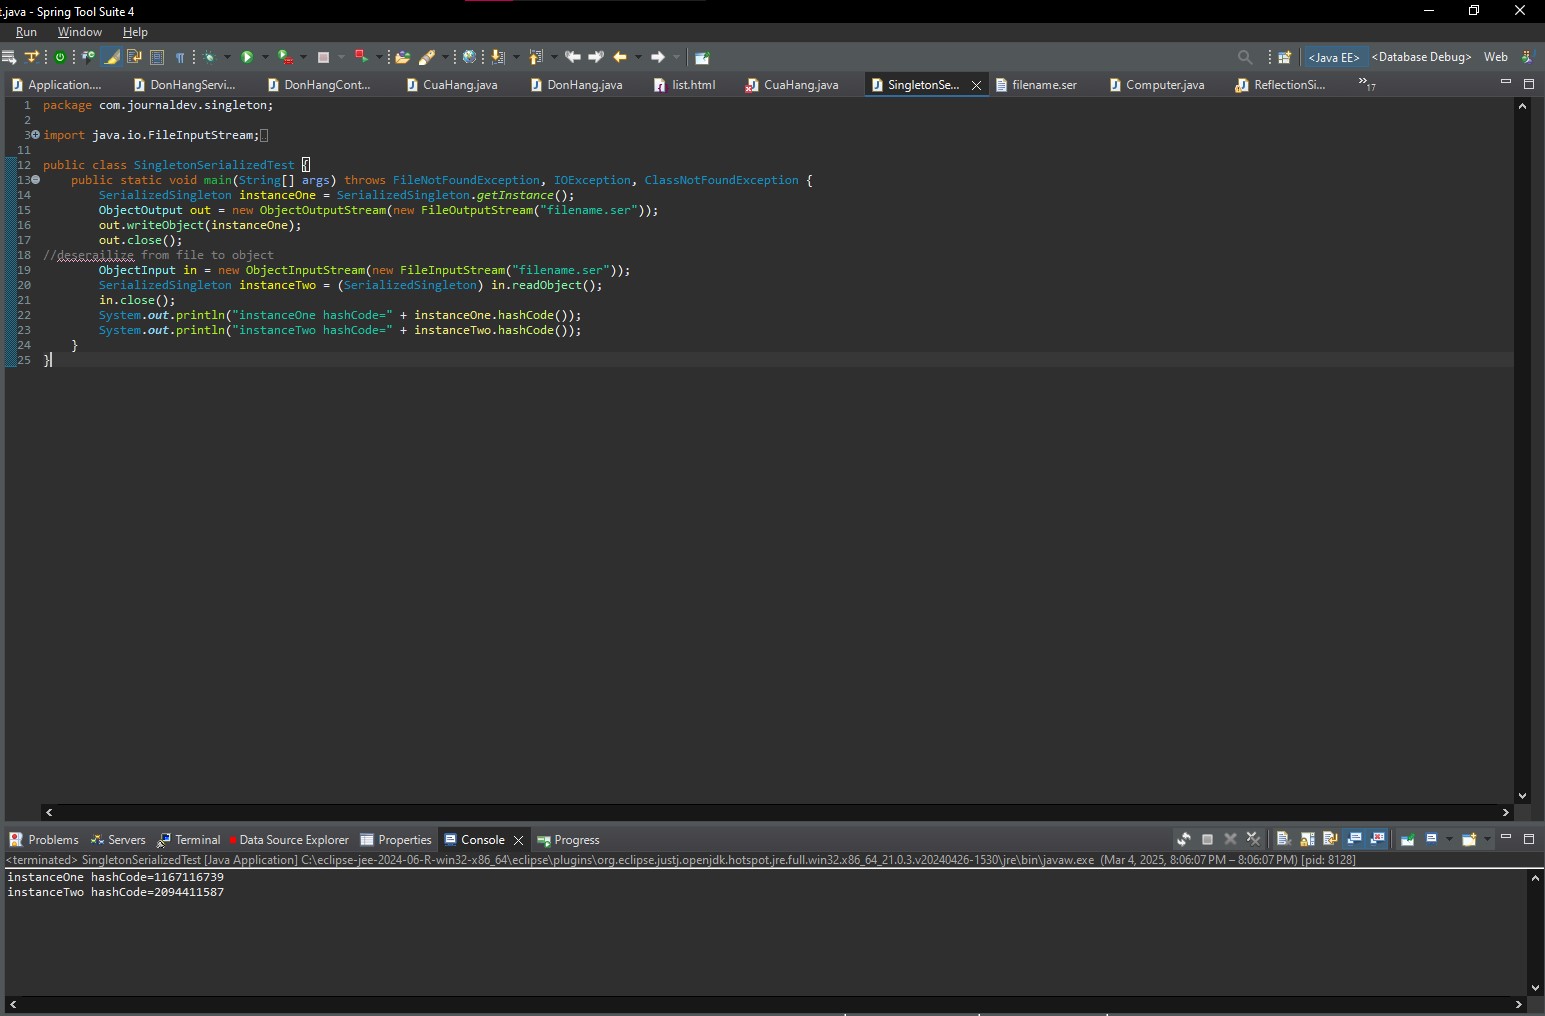 t.java - Spring Tool Suite 4
Run Window Help
<Java EE> <Database Debug> Web
Application.... DonHangServi... DonHangCont... CuaHang.java DonHang.java list.html CuaHang.java SingletonSe... filename.ser Computer.java ReflectionSi... »17
1 package com.journaldev.singleton;
2
3 import java.io.FileInputStream;
11
12 public class SingletonSerializedTest {
13 public static void main(String[] args) throws FileNotFoundException, IOException, ClassNotFoundException {
14 SerializedSingleton instanceOne = SerializedSingleton.getInstance();
15 ObjectOutput out = new ObjectOutputStream(new FileOutputStream("filename.ser"));
16 out.writeObject(instanceOne);
17 out.close();
18 //deserailize from file to object
19 ObjectInput in = new ObjectInputStream(new FileInputStream("filename.ser"));
20 SerializedSingleton instanceTwo = (SerializedSingleton) in.readObject();
21 in.close();
22 System.out.println("instanceOne hashCode=" + instanceOne.hashCode());
23 System.out.println("instanceTwo hashCode=" + instanceTwo.hashCode());
24 }
25 }
Problems Servers Terminal Data Source Explorer Properties Console Progress
<terminated> SingletonSerializedTest [Java Application] C:\eclipse-jee-2024-06-R-win32-x86_64\eclipse\plugins\org.eclipse.justj.openjdk.hotspot.jre.full.win32.x86_64_21.0.3.v20240426-1530\jre\bin\javaw.exe (Mar 4, 2025, 8:06:07 PM – 8:06:07 PM) [pid: 8128]
instanceOne hashCode=1167116739
instanceTwo hashCode=2094411587